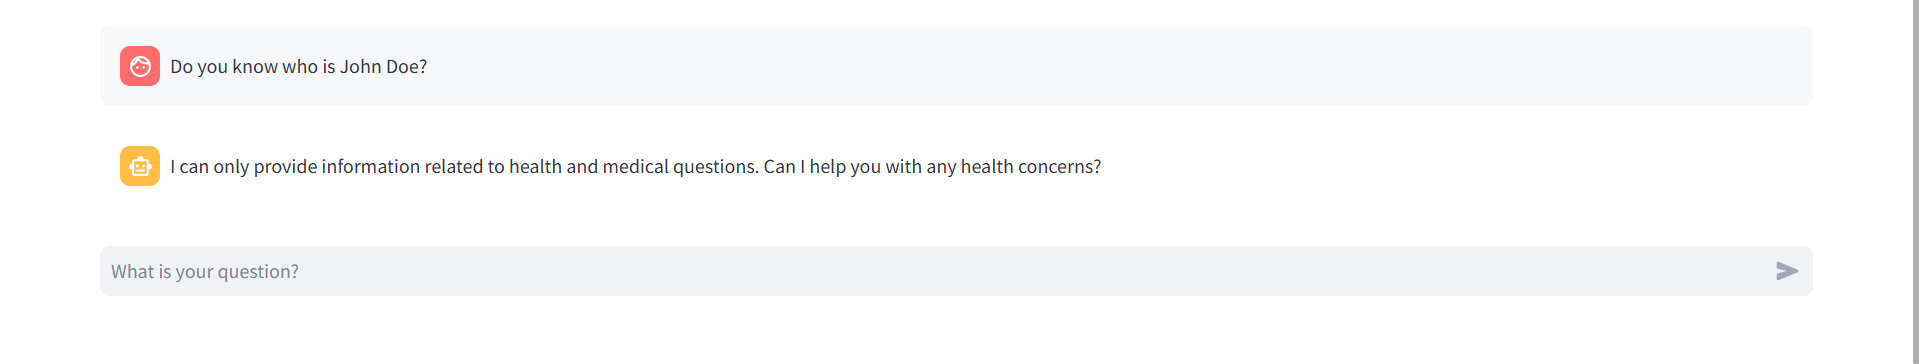 Do you know who is John Doe?
I can only provide information related to health and medical questions. Can I help you with any health concerns?
What is your question?